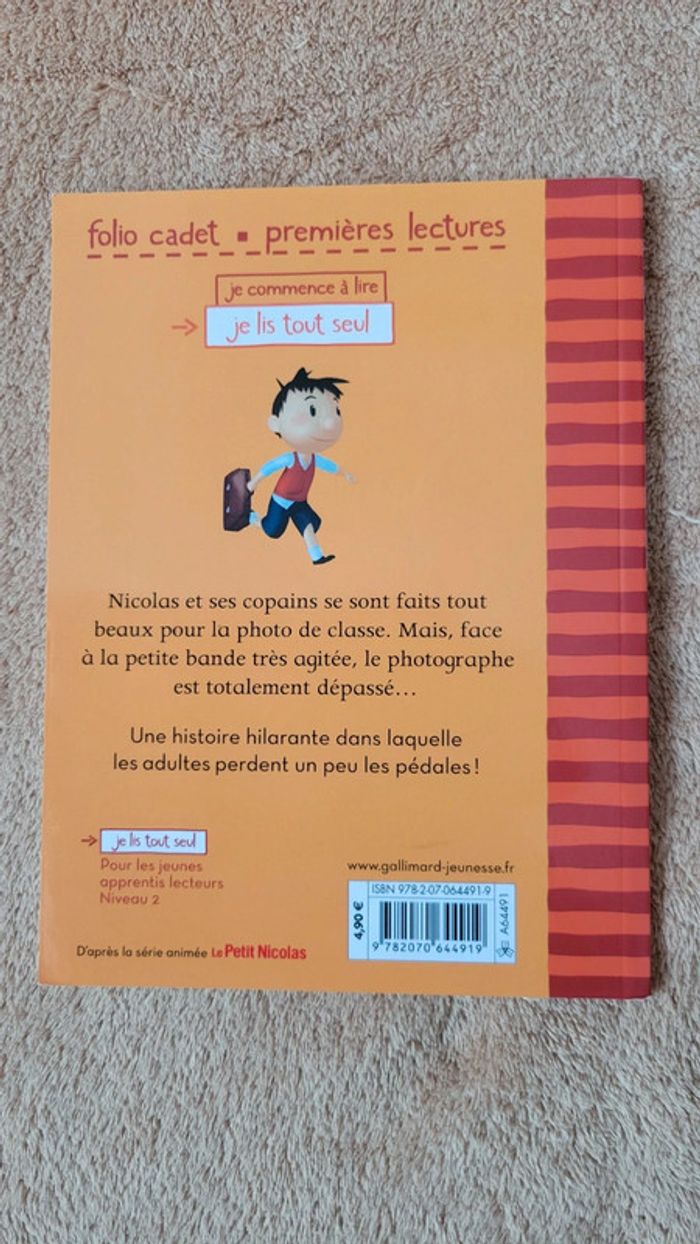 folio cadet ▪ premières lectures
je commence à lire
→ je lis tout seul
Nicolas et ses copains se sont faits tout
beaux pour la photo de classe. Mais, face
à la petite bande très agitée, le photographe
est totalement dépassé...
Une histoire hilarante dans laquelle
les adultes perdent un peu les pédales !
→ je lis tout seul
Pour les jeunes
apprentis lecteurs
Niveau 2
D'après la série animée Le Petit Nicolas
www.gallimard-jeunesse.fr
ISBN 978-2-07-064491-9
4,90 €
9 782070 644919
A64491